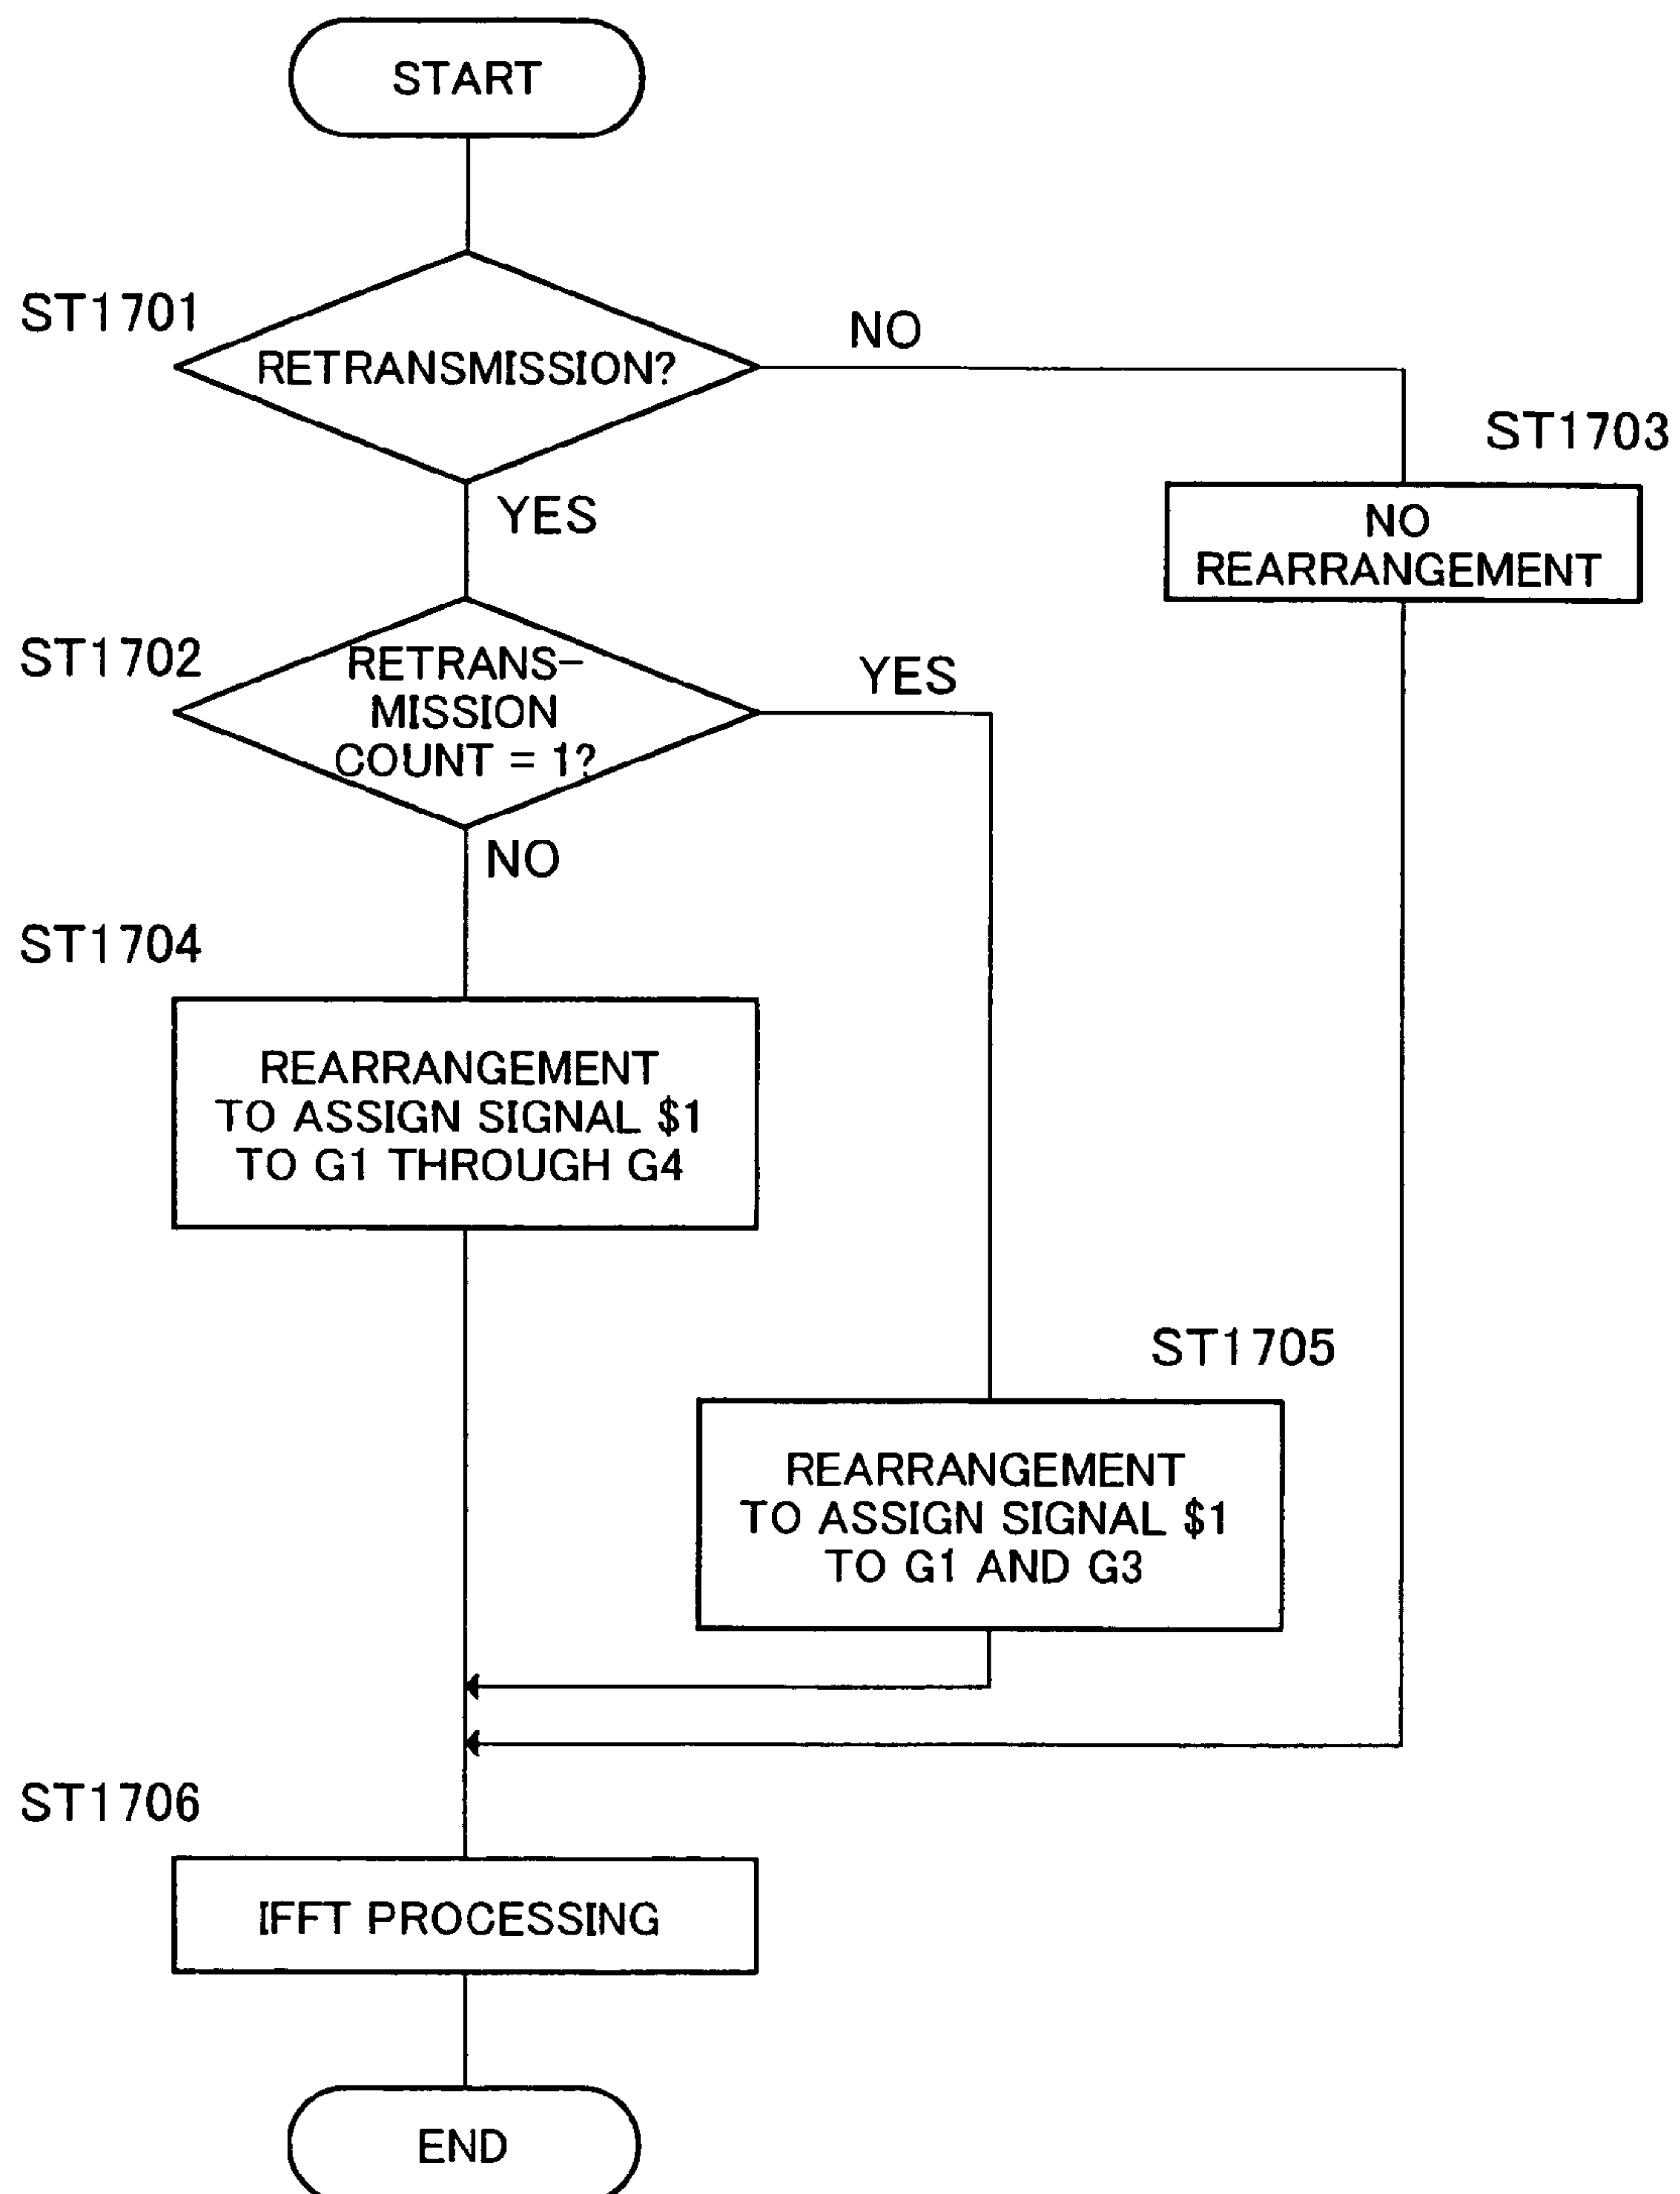 START
ST1701
RETRANSMISSION?
NO
YES
ST1703
NO
REARRANGEMENT
ST1702
RETRANS-
MISSION
COUNT = 1?
YES
NO
ST1704
REARRANGEMENT
TO ASSIGN SIGNAL $1
TO G1 THROUGH G4
ST1705
REARRANGEMENT
TO ASSIGN SIGNAL $1
TO G1 AND G3
ST1706
IFFT PROCESSING
END